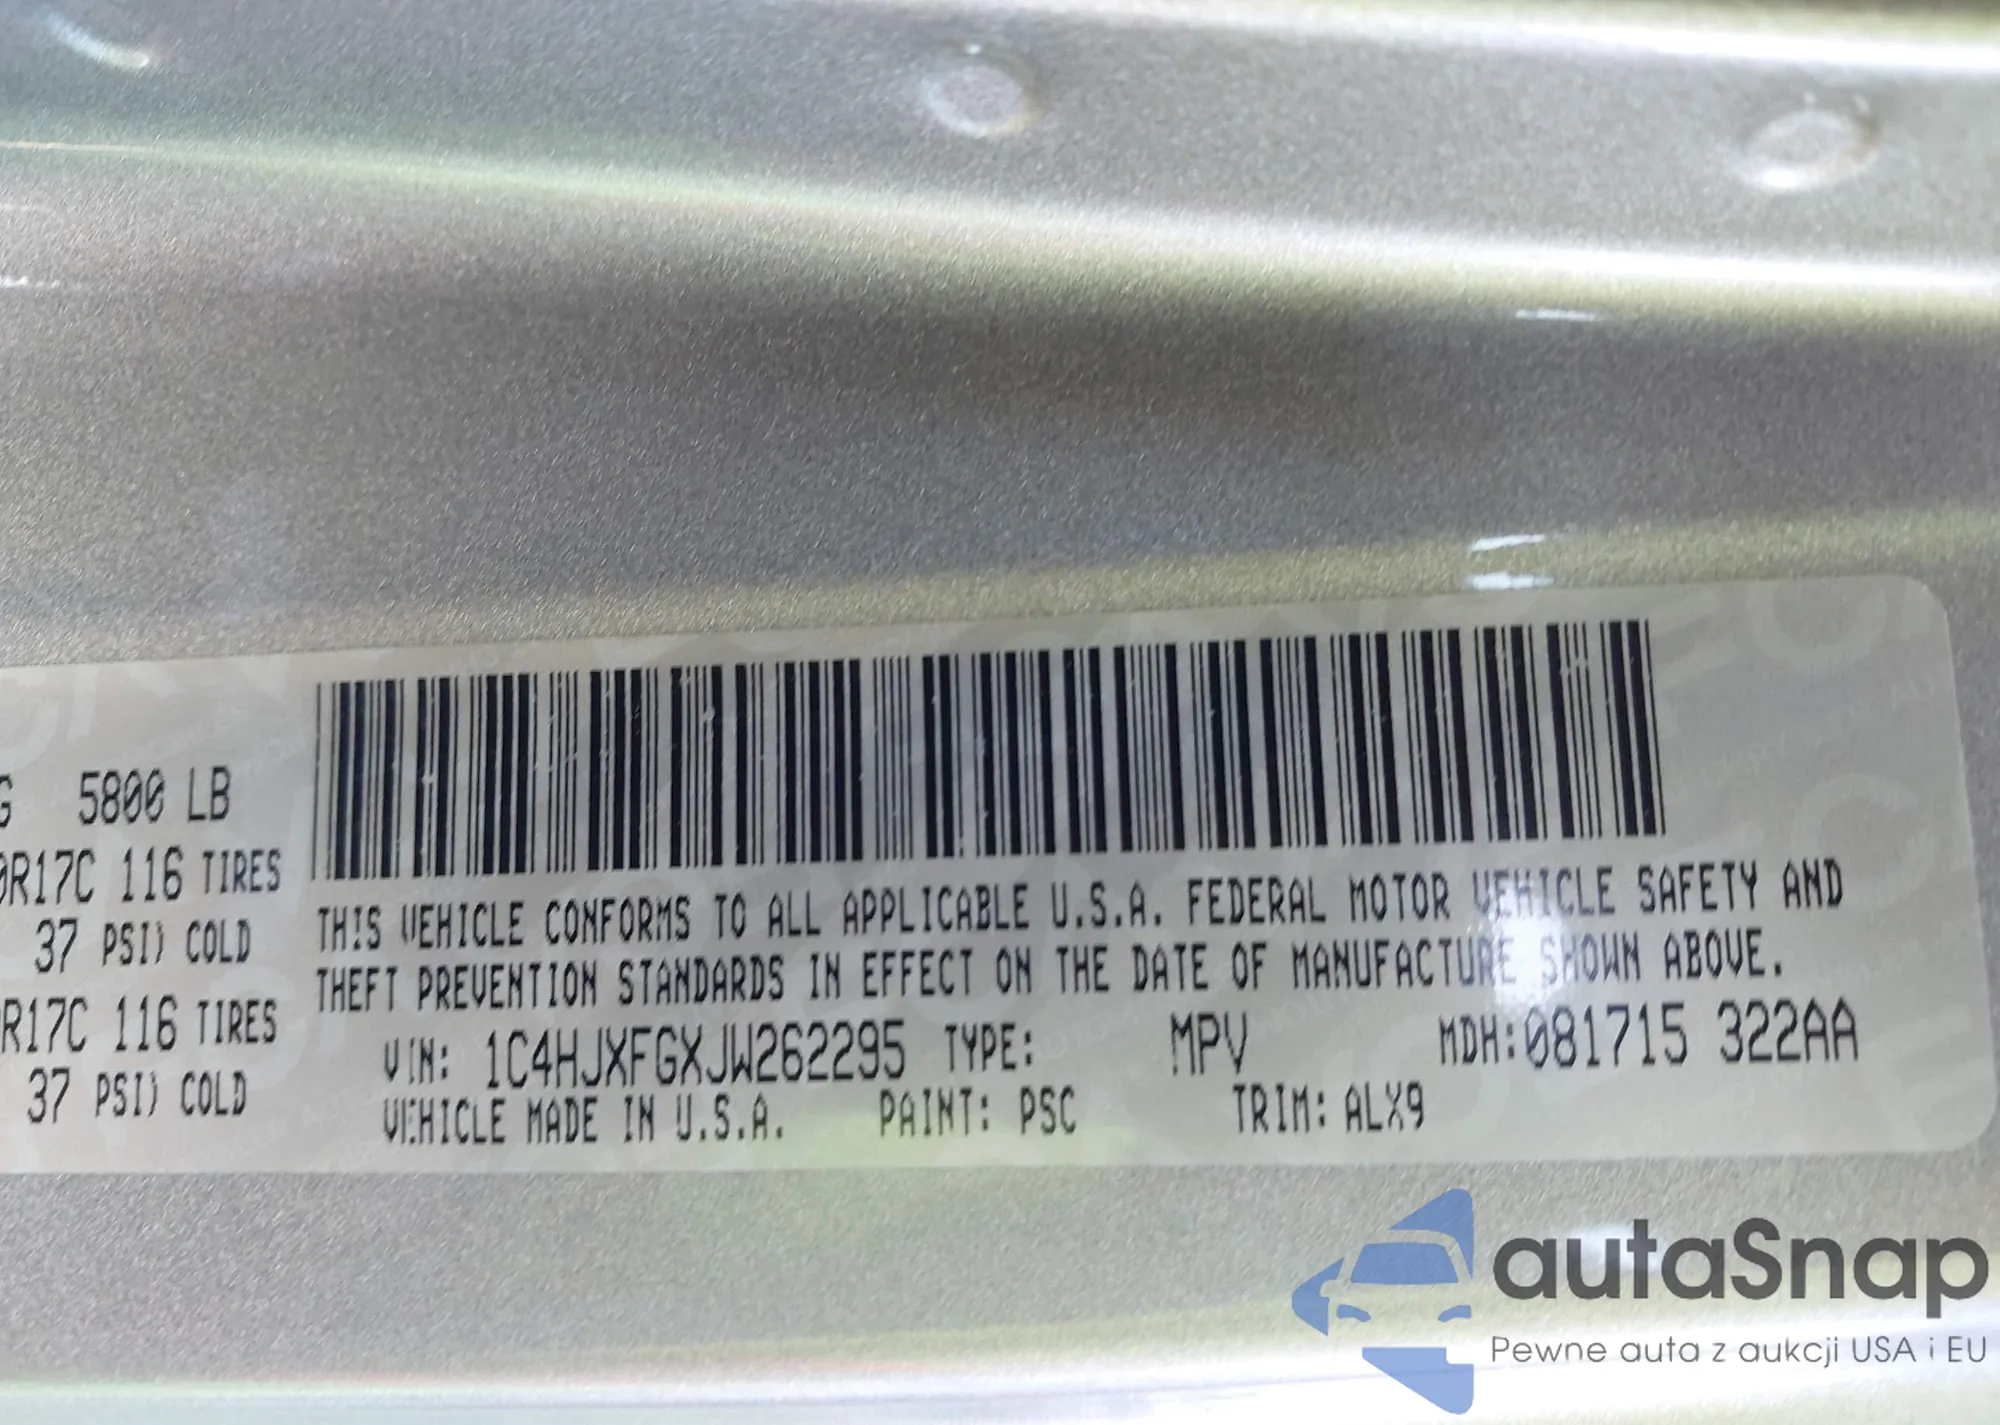 5800 LB
0R17C 116 TIRES
37 PSI) COLD
R17C 116 TIRES
37 PSI) COLD
THIS VEHICLE CONFORMS TO ALL APPLICABLE U.S.A. FEDERAL MOTOR VEHICLE SAFETY AND
THEFT PREVENTION STANDARDS IN EFFECT ON THE DATE OF MANUFACTURE SHOWN ABOVE.
VIN: 1C4HJXFGXJW262295 TYPE: MPV MDH:081715 322AA
VEHICLE MADE IN U.S.A. PAINT: PSC TRIM: ALX9
autaSnap
Pewne auta z aukcji USA i EU